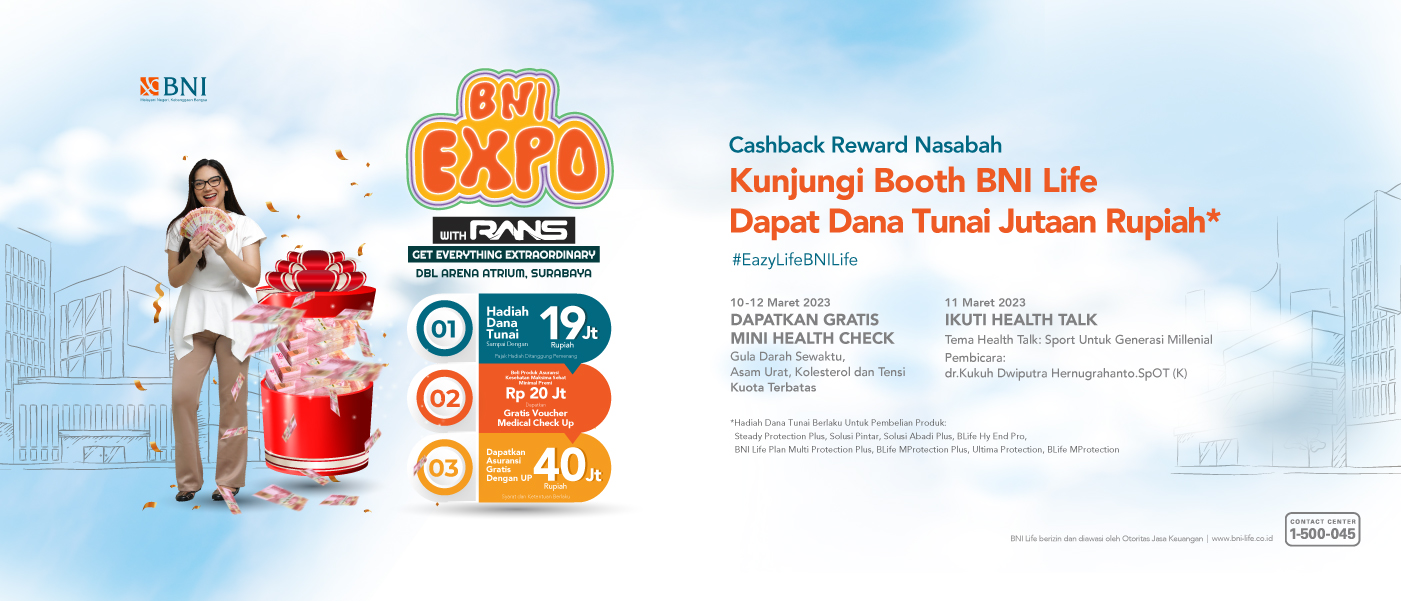 BNI
Melayani Negeri, Kebanggaan Bangsa
BNI
EXPO
WITH RANS
GET EVERYTHING EXTRAORDINARY
DBL ARENA ATRIUM, SURABAYA
01
Hadiah
Dana
Tunai
Sampai Dengan
19Jt
Rupiah
Pajak Hadiah Ditanggung Pemenang
02
Beli Produk Asuransi
Kesehatan Maksima Sehat
Minimal Premi
Rp 20 Jt
Dapatkan
Gratis Voucher
Medical Check Up
03
Dapatkan
Asuransi
Gratis
Dengan UP
40Jt
Rupiah
Syarat dan Ketentuan Berlaku
Cashback Reward Nasabah
Kunjungi Booth BNI Life
Dapat Dana Tunai Jutaan Rupiah*
#EazyLifeBNILife
10-12 Maret 2023
DAPATKAN GRATIS
MINI HEALTH CHECK
Gula Darah Sewaktu,
Asam Urat, Kolesterol dan Tensi
Kuota Terbatas
11 Maret 2023
IKUTI HEALTH TALK
Tema Health Talk: Sport Untuk Generasi Millenial
Pembicara:
dr.Kukuh Dwiputra Hernugrahanto.SpOT (K)
*Hadiah Dana Tunai Berlaku Untuk Pembelian Produk:
Steady Protection Plus, Solusi Pintar, Solusi Abadi Plus, BLife Hy End Pro,
BNI Life Plan Multi Protection Plus, BLife MProtection Plus, Ultima Protection, BLife MProtection
BNI Life berizin dan diawasi oleh Otoritas Jasa Keuangan | www.bni-life.co.id
CONTACT CENTER
1-500-045